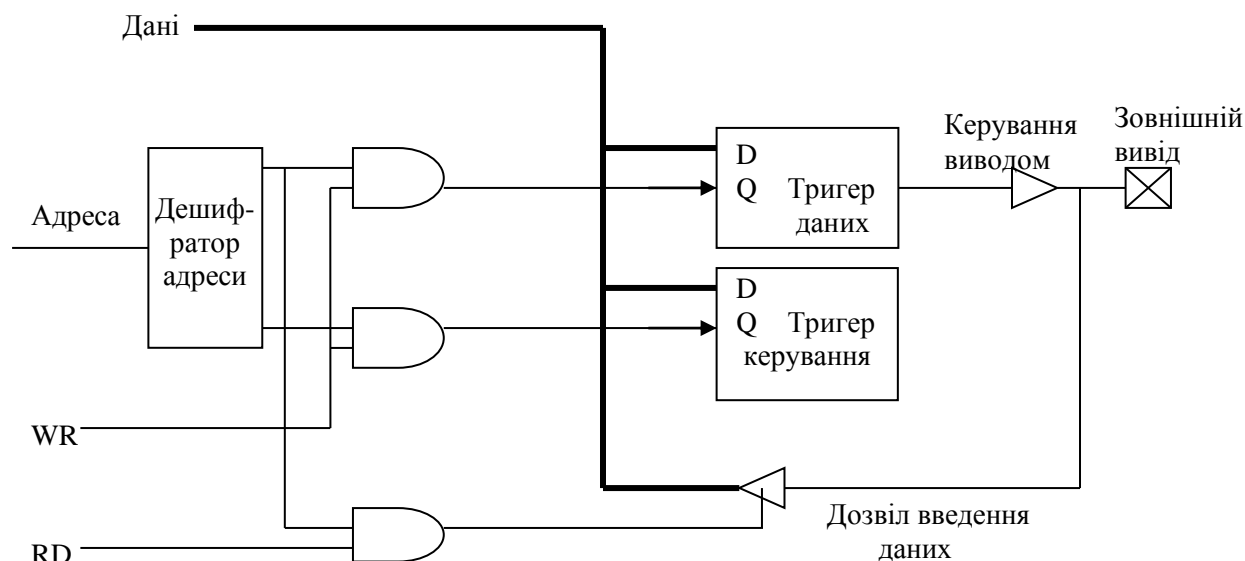 Дані
Адреса
Дешиф-
ратор
адреси
WR
RD
D
Q Тригер
даних
D
Q Тригер
керування
Керування
виводом
Зовнішній
вивід
Дозвіл введення
даних